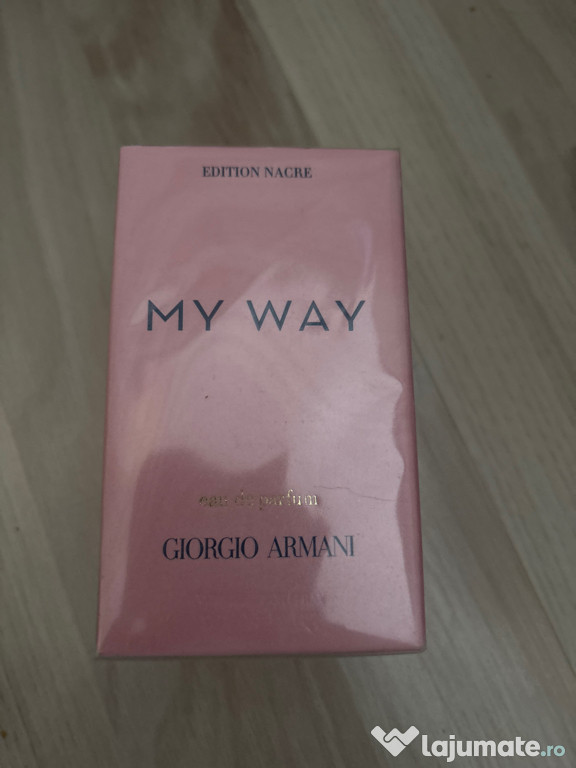 EDITION NACRE
MY WAY
eau de parfum
GIORGIO ARMANI
lajumate.ro